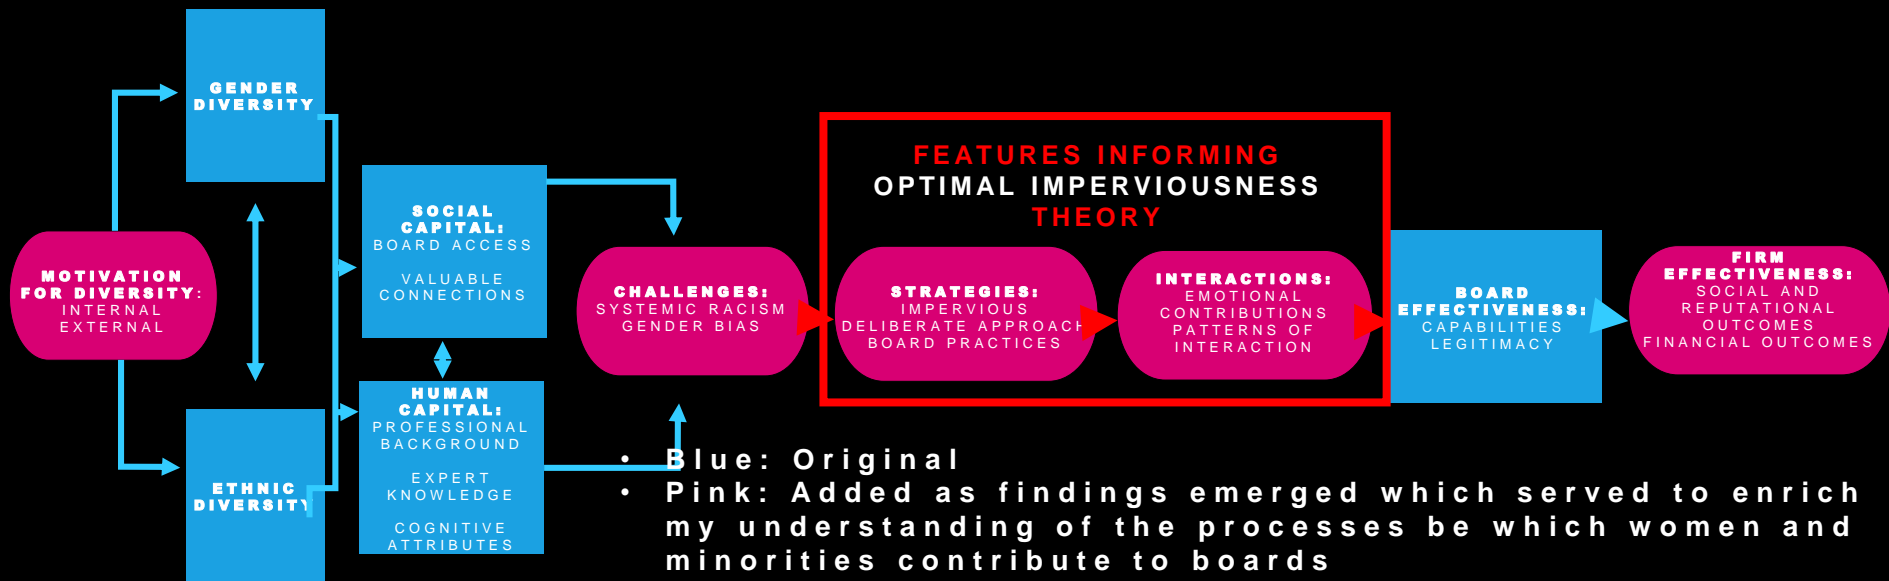 GENDER
DIVERSITY
MOTIVATION
FOR DIVERSITY:
INTERNAL
EXTERNAL
ETHNIC
DIVERSITY
SOCIAL
CAPITAL:
BOARD ACCESS
VALUABLE
CONNECTIONS
HUMAN
CAPITAL:
PROFESSIONAL
BACKGROUND
EXPERT
KNOWLEDGE
COGNITIVE
ATTRIBUTES
CHALLENGES:
SYSTEMIC RACISM
GENDER BIAS
FEATURES INFORMING
OPTIMAL IMPERVIOUSNESS
THEORY
STRATEGIES:
IMPERVIOUS
DELIBERATE APPROACH
BOARD PRACTICES
INTERACTIONS:
EMOTIONAL
CONTRIBUTIONS
PATTERNS OF
INTERACTION
BOARD
EFFECTIVENESS:
CAPABILITIES
LEGITIMACY
FIRM
EFFECTIVENESS:
SOCIAL AND
REPUTATIONAL
OUTCOMES
FINANCIAL OUTCOMES
• Blue: Original
• Pink: Added as findings emerged which served to enrich
my understanding of the processes be which women and
minorities contribute to boards